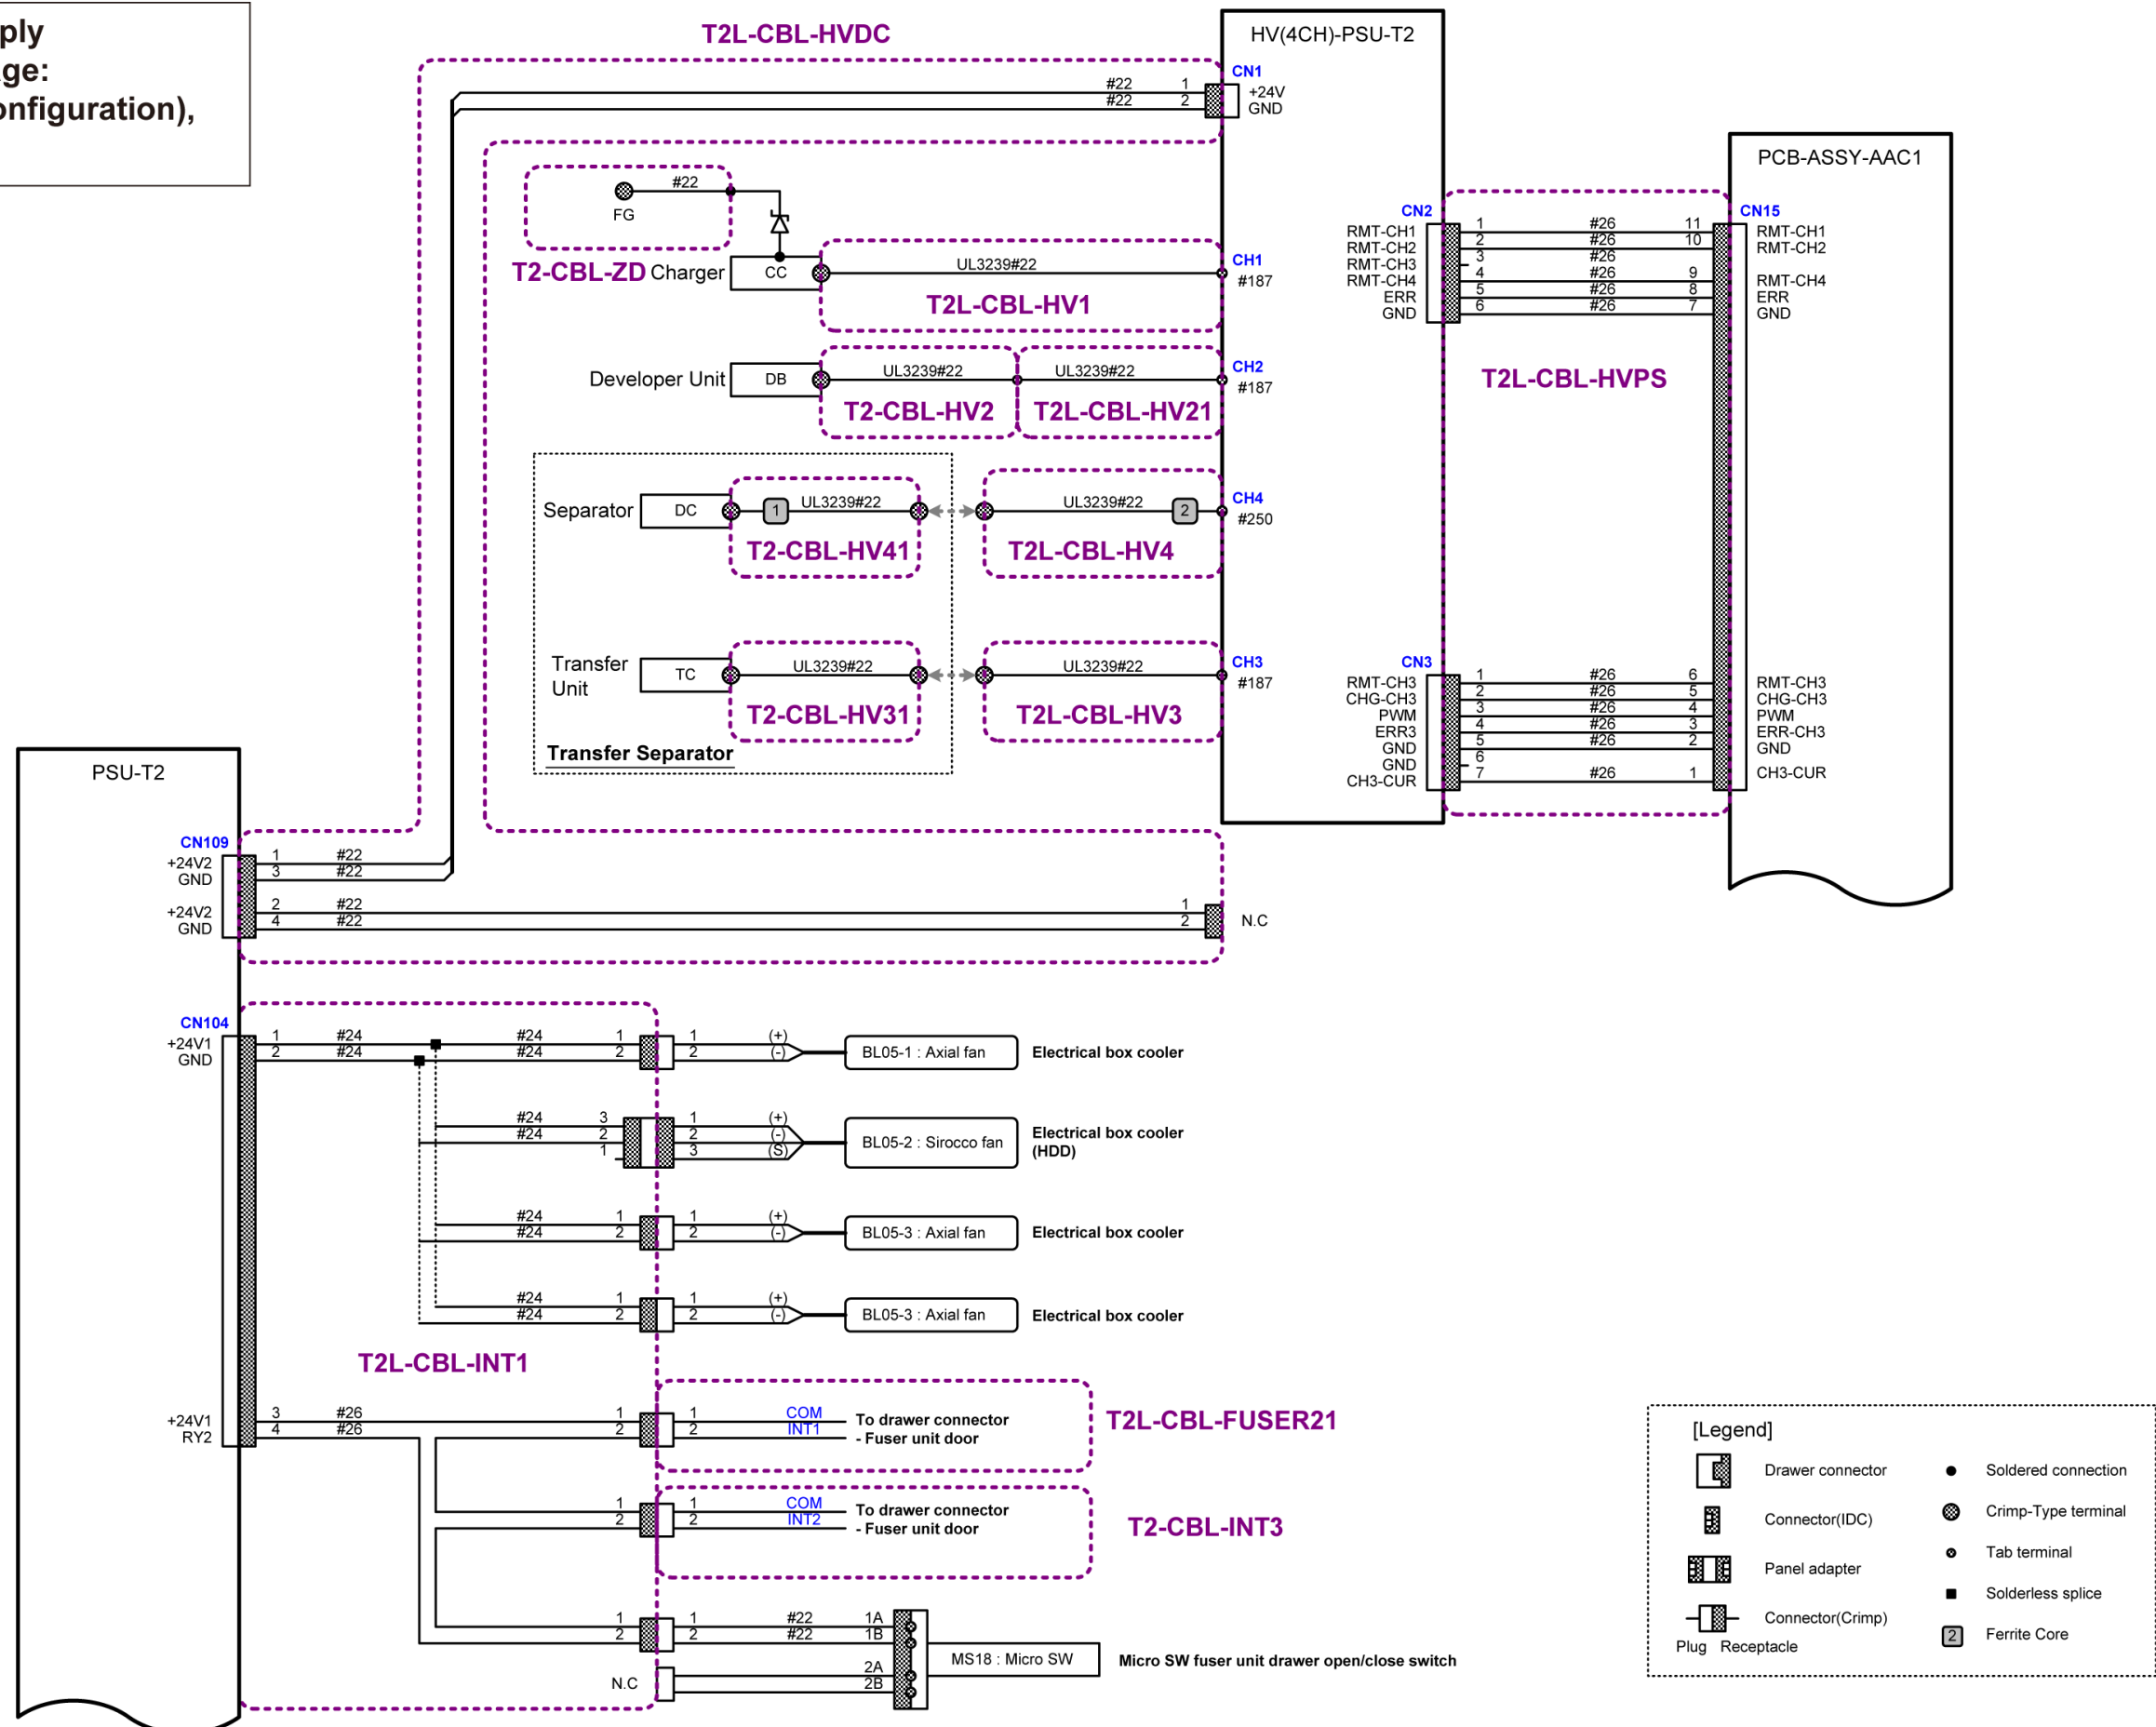 ply
ge:
onfiguration),
T2L-CBL-HVDC
HV(4CH)-PSU-T2
CN1
#22 1 +24V
#22 2 GND
PCB-ASSY-AAC1
#22
FG
T2-CBL-ZD
Charger CC UL3239#22 CH1
#187
T2L-CBL-HV1
CN2 CN15
RMT-CH1 1 #26 11 RMT-CH1
RMT-CH2 2 #26 10 RMT-CH2
RMT-CH3 3 #26
RMT-CH4 4 #26 9 RMT-CH4
ERR 5 #26 8 ERR
GND 6 #26 7 GND
T2L-CBL-HVPS
Developer Unit DB UL3239#22 UL3239#22 CH2
#187
T2-CBL-HV2 T2L-CBL-HV21
Separator DC 1 UL3239#22 UL3239#22 2 CH4
#250
T2-CBL-HV41 T2L-CBL-HV4
Transfer
Unit
TC UL3239#22 UL3239#22 CH3
#187
T2-CBL-HV31 T2L-CBL-HV3
Transfer Separator
CN3
RMT-CH3 1 #26 6 RMT-CH3
CHG-CH3 2 #26 5 CHG-CH3
PWM 3 #26 4 PWM
ERR3 4 #26 3 ERR-CH3
GND 5 #26 2 GND
GND 6
CH3-CUR 7 #26 1 CH3-CUR
PSU-T2
CN109
+24V2 1 #22
GND 3 #22
+24V2 2 #22 1
GND 4 #22 2
N.C
CN104
+24V1 1 #24 #24 1 1 (+)
GND 2 #24 #24 2 2 (-)
BL05-1 : Axial fan Electrical box cooler
#24 3 1 (+)
#24 2 2 (-)
1 3 (S)
BL05-2 : Sirocco fan
Electrical box cooler
(HDD)
#24 1 1 (+)
#24 2 2 (-)
BL05-3 : Axial fan Electrical box cooler
#24 1 1 (+)
#24 2 2 (-)
BL05-3 : Axial fan Electrical box cooler
T2L-CBL-INT1
+24V1 3 #26 1 1 COM
RY2 4 #26 2 2 INT1
To drawer connector
- Fuser unit door
T2L-CBL-FUSER21
1 1 COM
2 2 INT2
To drawer connector
- Fuser unit door
T2-CBL-INT3
1 1 #22 1A
2 2 #22 1B
N.C 2A
2B
MS18 : Micro SW
Micro SW fuser unit drawer open/close switch
[Legend]
Drawer connector
Connector(IDC)
Panel adapter
Connector(Crimp)
Plug Receptacle
Soldered connection
Crimp-Type terminal
Tab terminal
Solderless splice
2 Ferrite Core